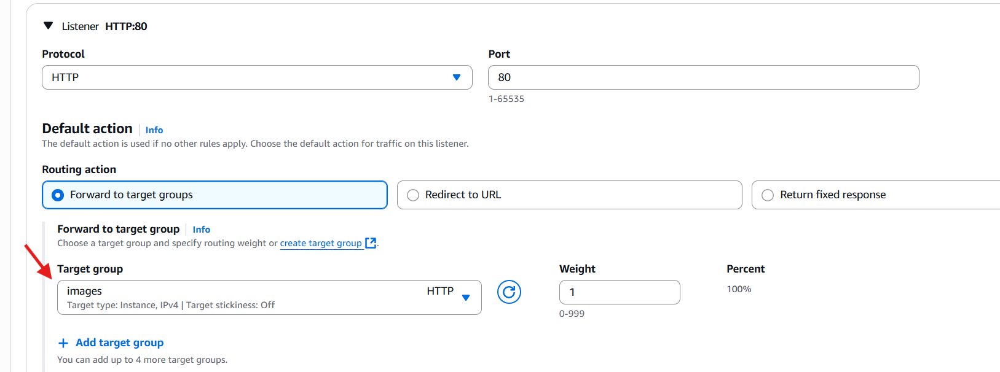 Listener HTTP:80
Protocol
Port
HTTP
80
1-65535
Default action Info
The default action is used if no other rules apply. Choose the default action for traffic on this listener.
Routing action
Forward to target groups
Redirect to URL
Return fixed response
Forward to target group Info
Choose a target group and specify routing weight or create target group.
Target group
Weight
Percent
images
HTTP
Target type: Instance, IPv4 | Target stickiness: Off
1
100%
0-999
Add target group
You can add up to 4 more target groups.